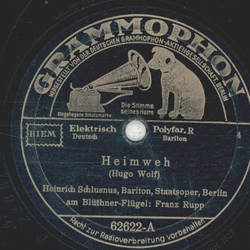 GRAMMOPHON
HERGESTELLT VON DER DEUTSCHEN GRAMMOPHON-AKTIENGESELLSCHAFT, BERLIN
Die Stimme
seines Herrn
Eingetragene Schutzmarke
BIEM
Elektrisch
Deutsch
Polyfar, R
Bariton
Heimweh
(Hugo Wolf)
Heinrich Schlusnus, Bariton, Staatsoper, Berlin
am Blüthner-Flügel: Franz Rupp
62622-A
Recht zur Radioverbreitung vorbehalten